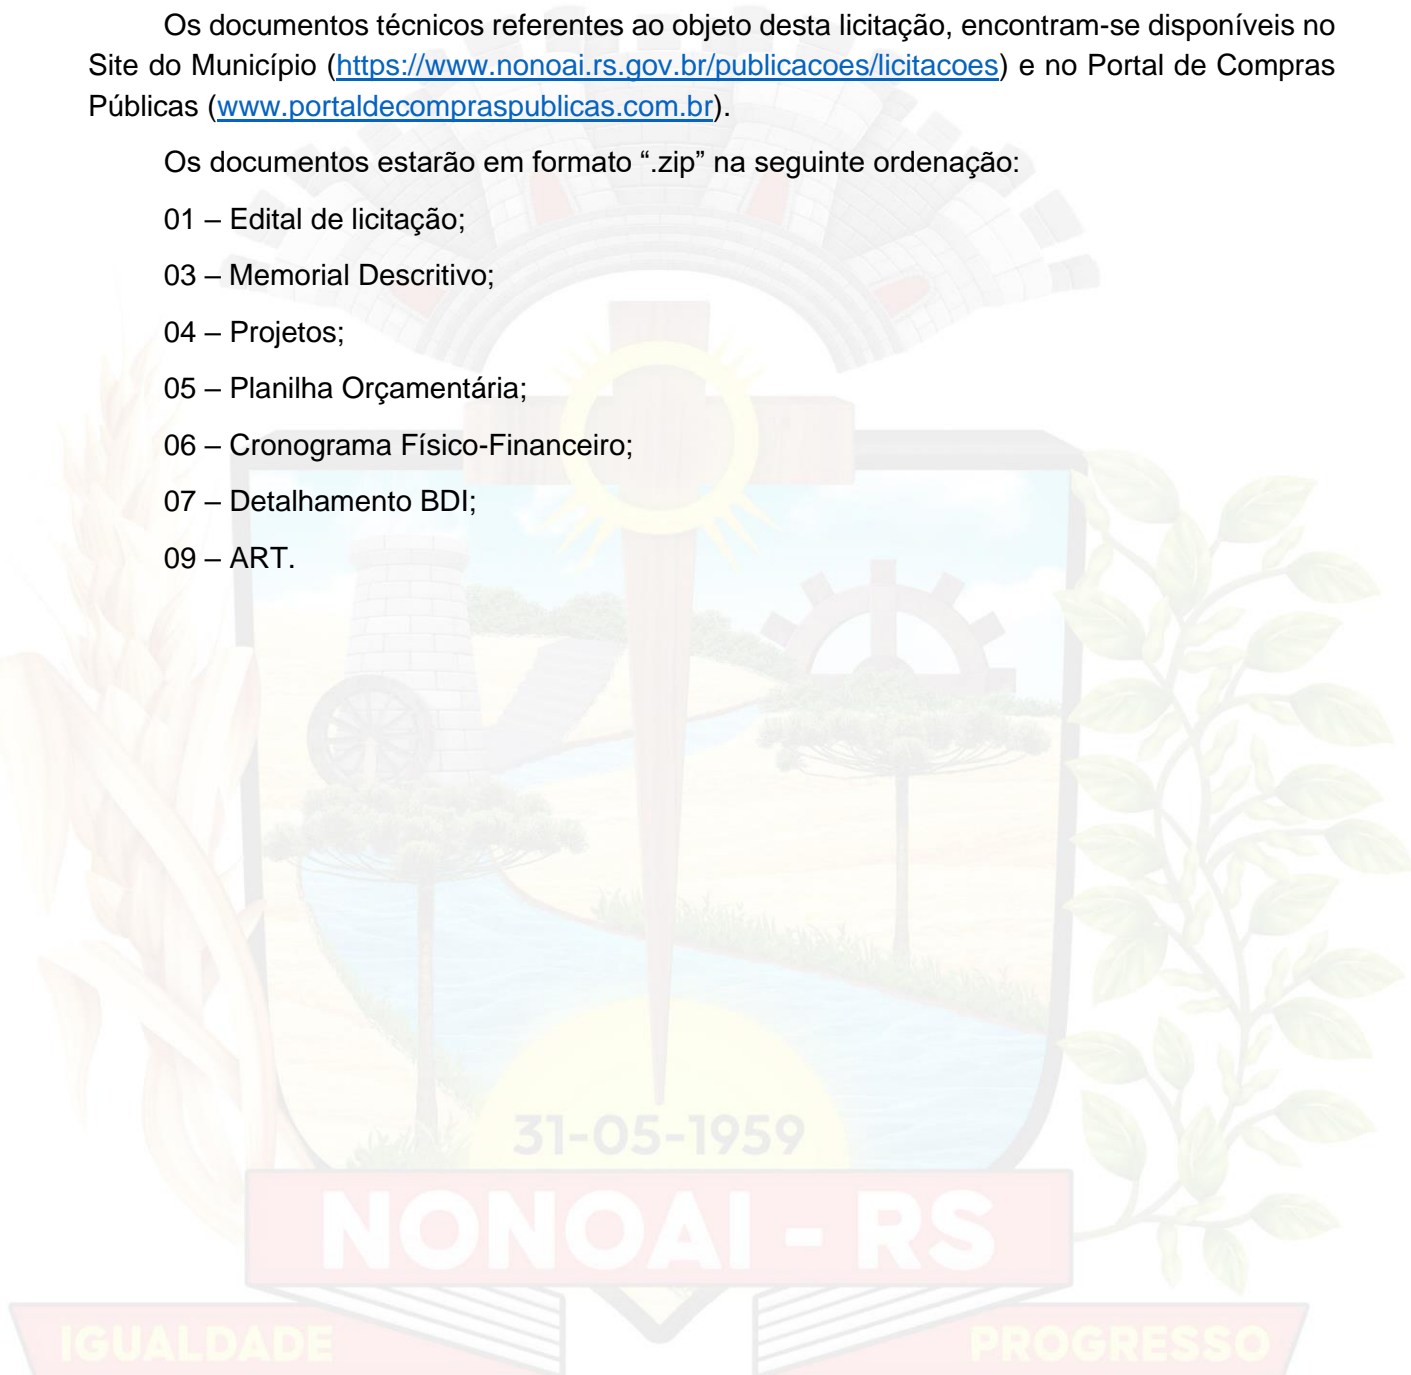 Os documentos técnicos referentes ao objeto desta licitação, encontram-se disponíveis no
Site do Município (https://www.nonoai.rs.gov.br/publicacoes/licitacoes) e no Portal de Compras
Públicas (www.portaldecompraspublicas.com.br).
Os documentos estarão em formato “.zip” na seguinte ordenação:
01 – Edital de licitação;
03 – Memorial Descritivo;
04 – Projetos;
05 – Planilha Orçamentária;
06 – Cronograma Físico-Financeiro;
07 – Detalhamento BDI;
09 – ART.
31-05-1959
NONOAI - RS
IGUALDADE PROGRESSO